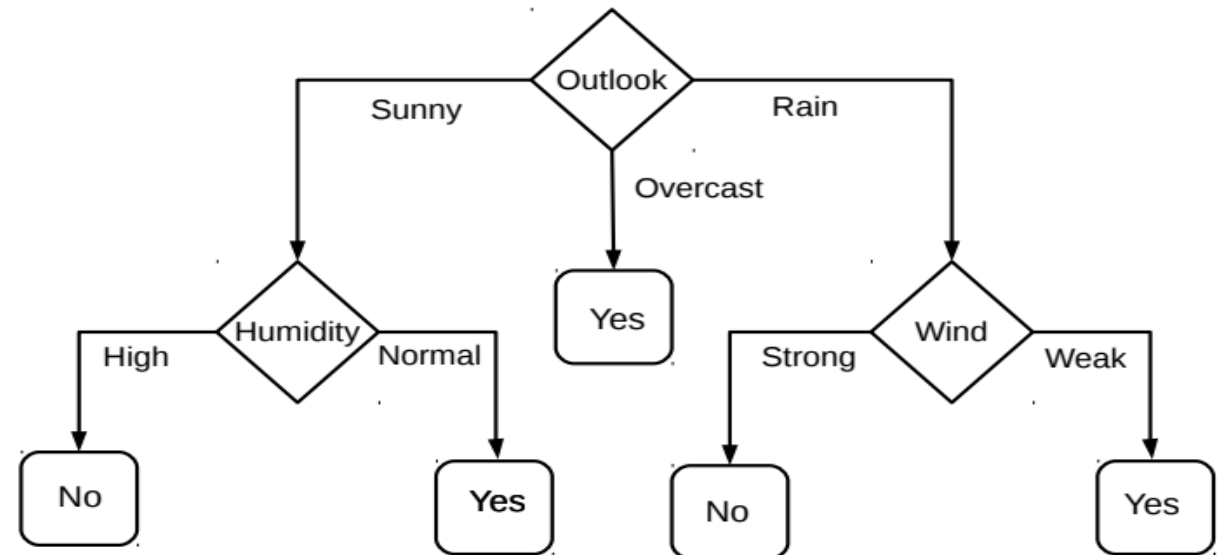 Outlook
Sunny
Rain
Overcast
Yes
Humidity
Wind
High
Normal
Strong
Weak
No
Yes
No
Yes